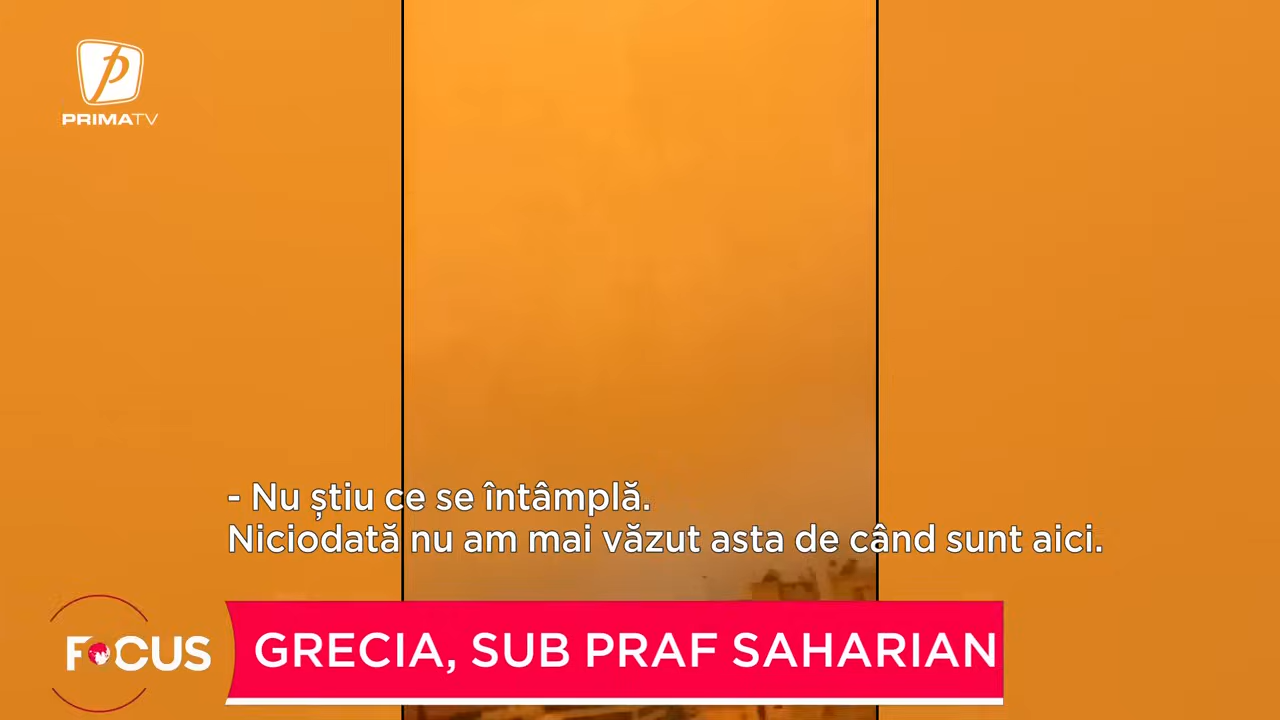 PRIMATV
- Nu știu ce se întâmplă.
Niciodată nu am mai văzut asta de când sunt aici.
FOCUS
GRECIA, SUB PRAF SAHARIAN